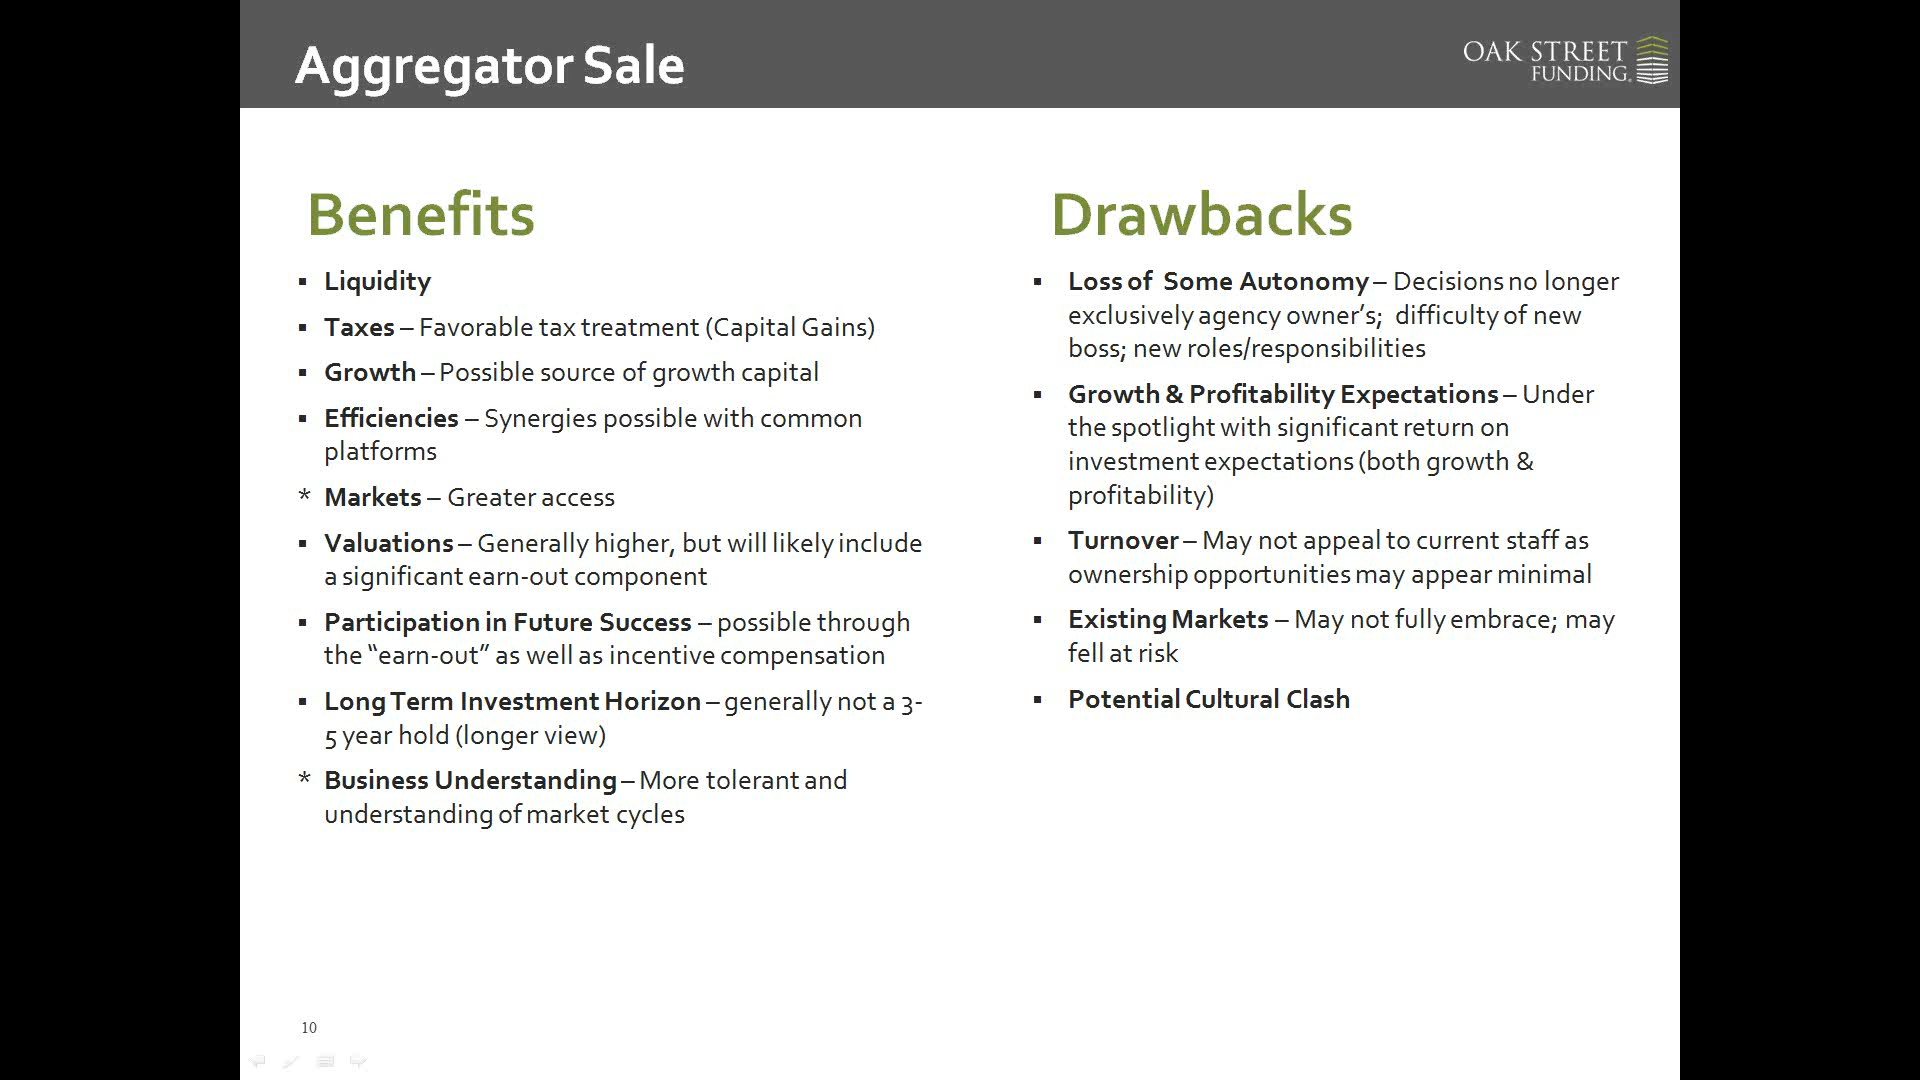 Aggregator Sale
OAK STREET
FUNDING.
Benefits
▪ Liquidity
▪ Taxes – Favorable tax treatment (Capital Gains)
▪ Growth – Possible source of growth capital
▪ Efficiencies – Synergies possible with common
platforms
* Markets – Greater access
▪ Valuations – Generally higher, but will likely include
a significant earn-out component
▪ Participation in Future Success – possible through
the “earn-out” as well as incentive compensation
▪ Long Term Investment Horizon – generally not a 3-
5 year hold (longer view)
* Business Understanding – More tolerant and
understanding of market cycles
Drawbacks
▪ Loss of Some Autonomy – Decisions no longer
exclusively agency owner’s; difficulty of new
boss; new roles/responsibilities
▪ Growth & Profitability Expectations – Under
the spotlight with significant return on
investment expectations (both growth &
profitability)
▪ Turnover – May not appeal to current staff as
ownership opportunities may appear minimal
▪ Existing Markets – May not fully embrace; may
fell at risk
▪ Potential Cultural Clash
10